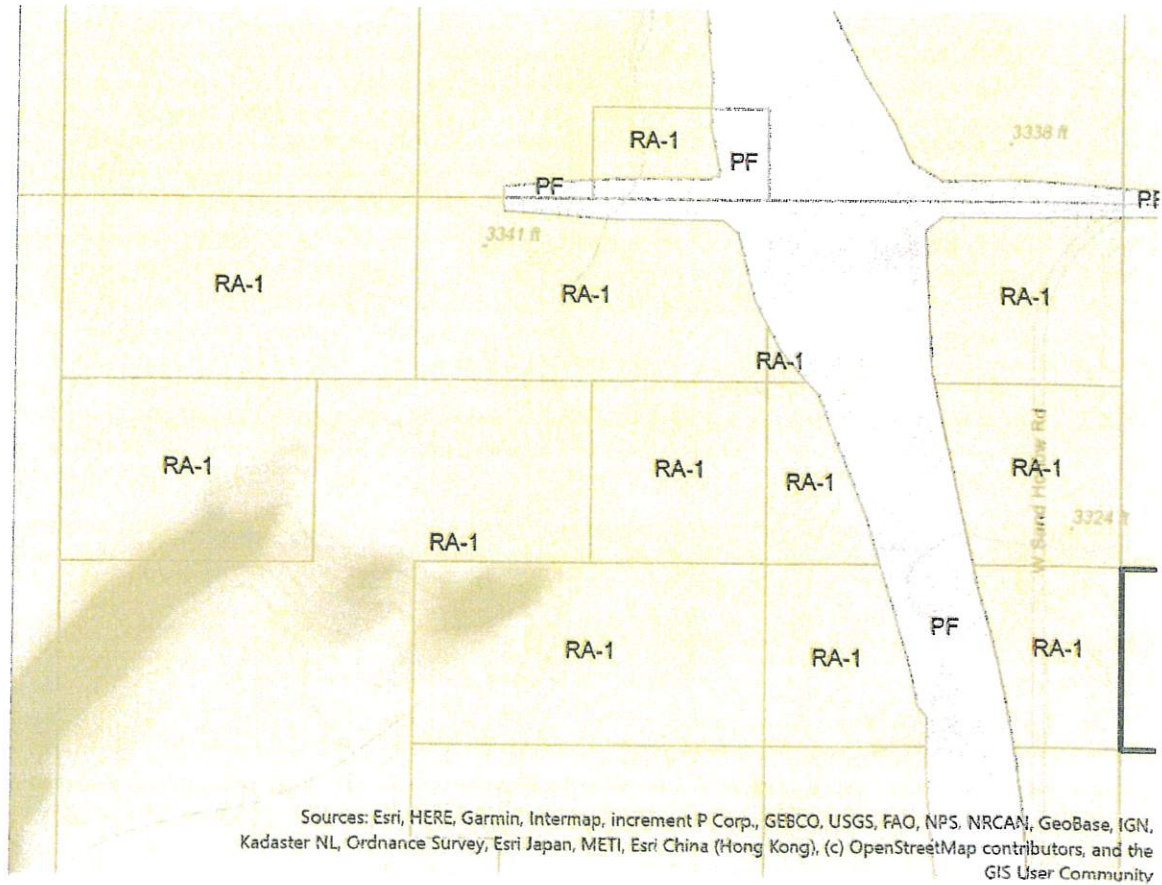 3338 ft
RA-1
PF
PF
PF
3341 ft
RA-1
RA-1
RA-1
RA-1
RA-1
RA-1
RA-1
RA-1
W Sand Hollow Rd
3324 ft
RA-1
PF
RA-1
RA-1
RA-1
Sources: Esri, HERE, Garmin, Intermap, increment P Corp., GEBCO, USGS, FAO, NPS, NRCAN, GeoBase, IGN,
Kadaster NL, Ordnance Survey, Esri Japan, METI, Esri China (Hong Kong), (c) OpenStreetMap contributors, and the
GIS User Community